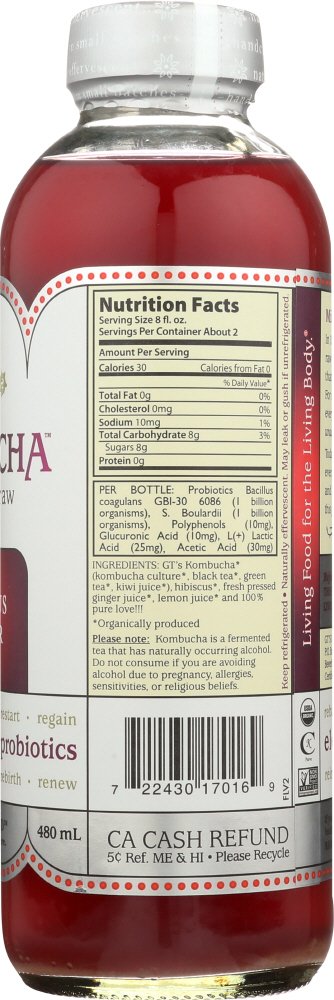 small
effervescent
small batches
Nutrition Facts
Serving Size 8 fl. oz.
Servings Per Container About 2
Amount Per Serving
Calories 30 Calories from Fat 0
% Daily Value*
Total Fat 0g 0%
Cholesterol 0mg 0%
Sodium 10mg 1%
Total Carbohydrate 8g 3%
Sugars 8g
Protein 0g
PER BOTTLE: Probiotics Bacillus
coagulans GBI-30 6086 (1 billion
organisms), S. Boulardii (1 billion
organisms), Polyphenols (10mg),
Glucuronic Acid (10mg), L(+) Lactic
Acid (25mg), Acetic Acid (30mg)
INGREDIENTS: GT's Kombucha*
(kombucha culture*, black tea*, green
tea*, kiwi juice*), hibiscus*, fresh pressed
ginger juice*, lemon juice* and 100%
pure love!!!
*Organically produced
Please note: Kombucha is a fermented
tea that has naturally occurring alcohol.
Do not consume if you are avoiding
alcohol due to pregnancy, allergies,
sensitivities, or religious beliefs.
Keep refrigerated • Naturally effervescent. May leak or gush if unrefrigerated.
Living Food for the Living Body.®
CHA™
raw
restart · regain
probiotics
rebirth · renew
480 mL
7 22430 17016 9
FLV2
USDA
ORGANIC
CA CASH REFUND
5¢ Ref. ME & HI • Please Recycle